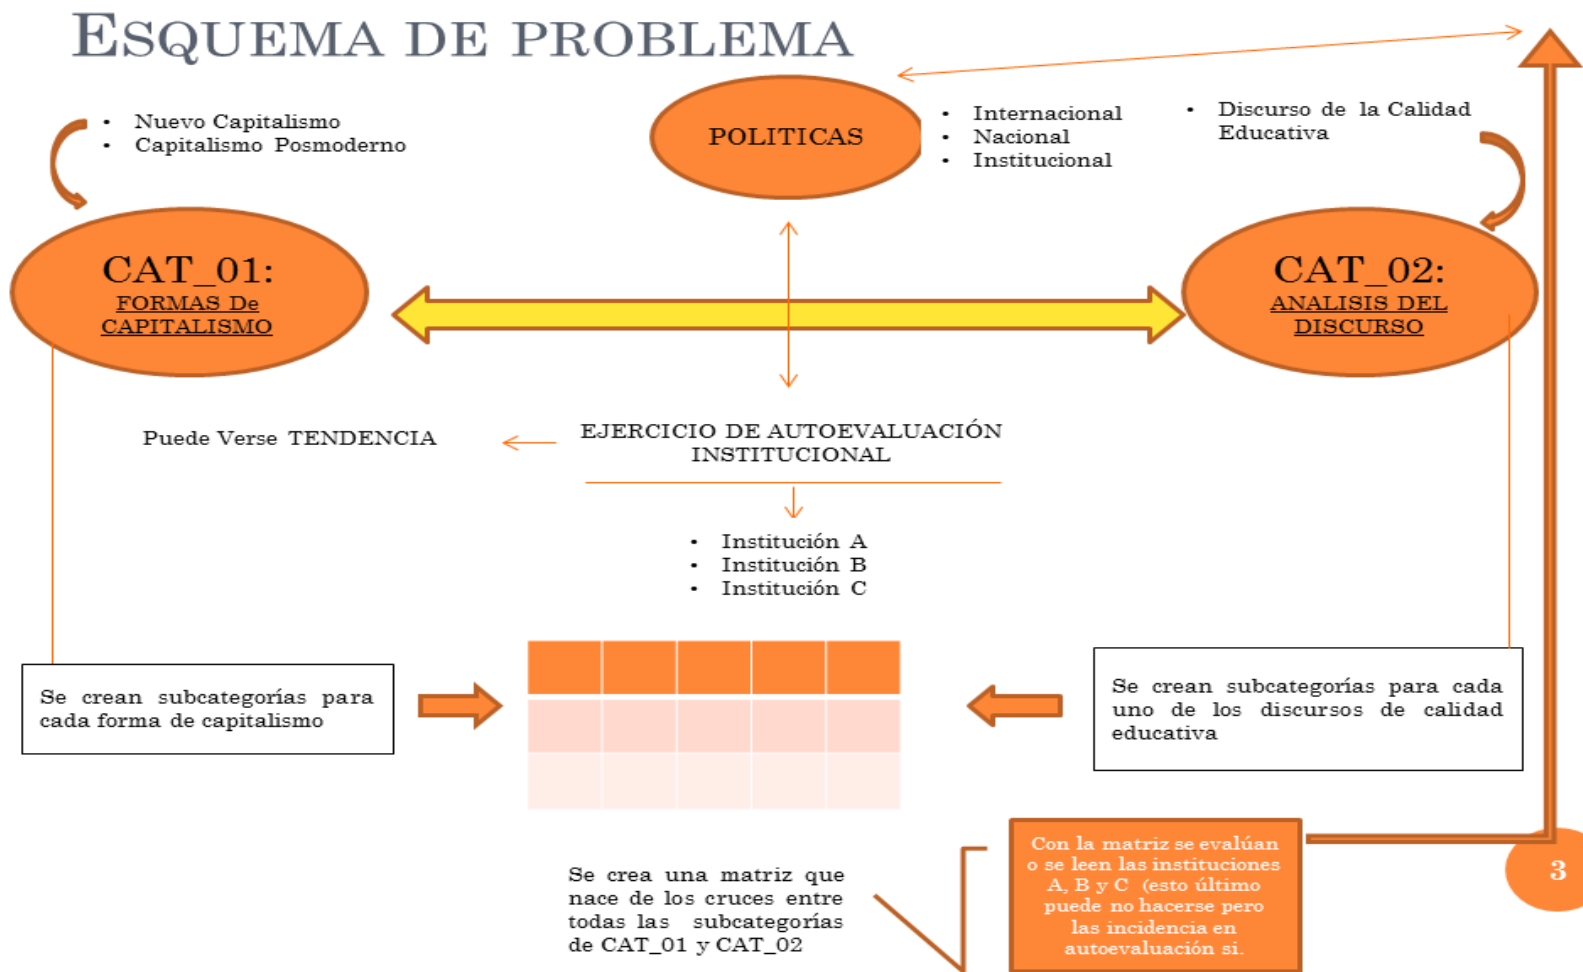 ESQUEMA DE PROBLEMA
• Nuevo Capitalismo
• Capitalismo Posmoderno
POLITICAS
• Internacional
• Nacional
• Institucional
• Discurso de la Calidad
Educativa
CAT_01:
FORMAS De
CAPITALISMO
CAT_02:
ANALISIS DEL
DISCURSO
Puede Verse TENDENCIA
EJERCICIO DE AUTOEVALUACIÓN
INSTITUCIONAL
• Institución A
• Institución B
• Institución C
Se crean subcategorías para
cada forma de capitalismo
Se crean subcategorías para cada
uno de los discursos de calidad
educativa
Se crea una matriz que
nace de los cruces entre
todas las subcategorías
de CAT_01 y CAT_02
Con la matriz se evalúan
o se leen las instituciones
A, B y C (esto último
puede no hacerse pero
las incidencia en
autoevaluación si.
3